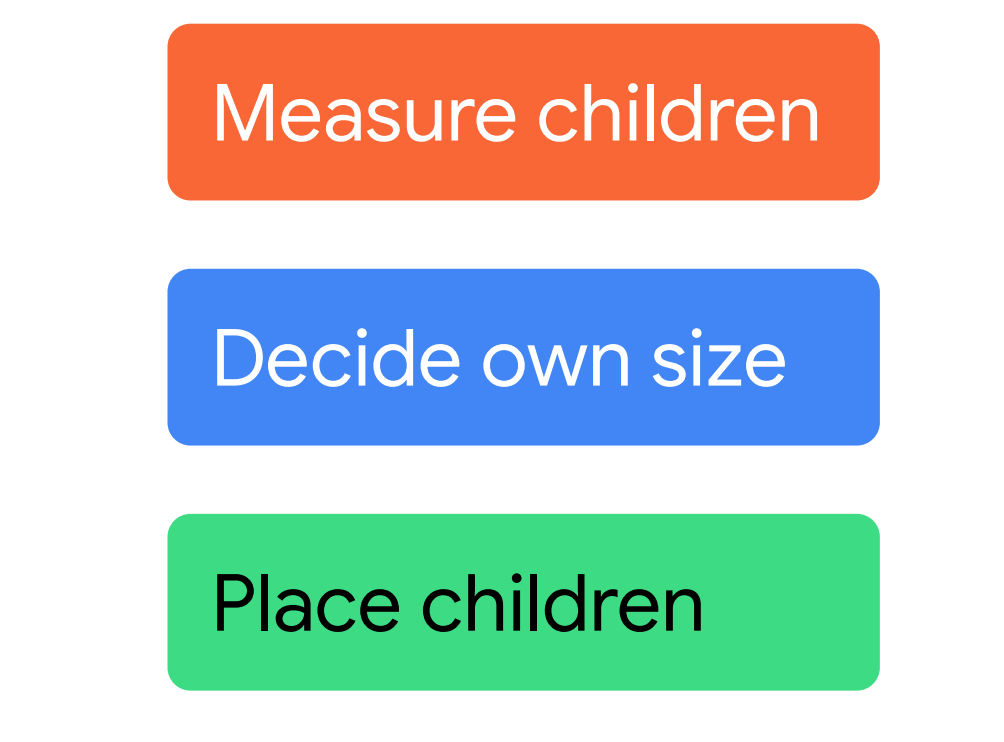 Measure children
Decide own size
Place children